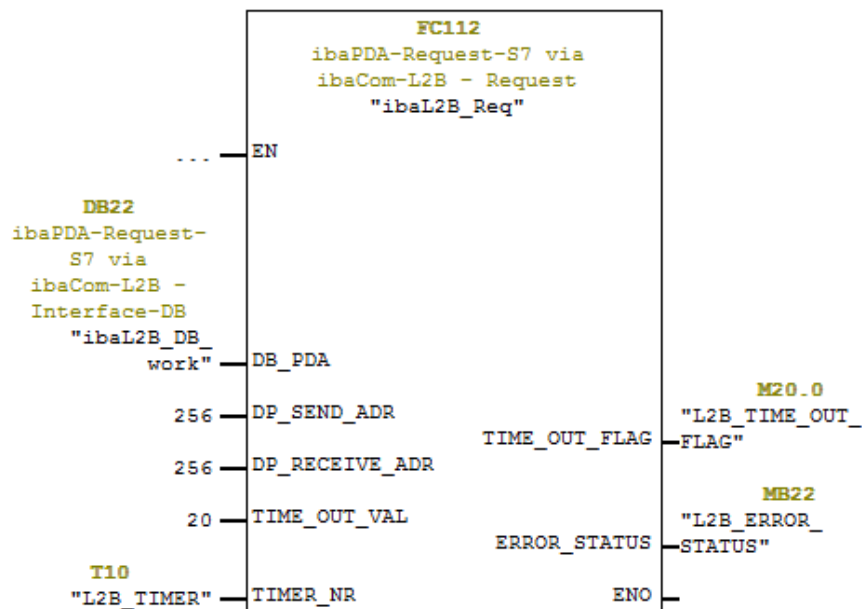 FC112
ibaPDA-Request-S7 via
ibaCom-L2B - Request
"ibaL2B_Req"
... EN
DB22
ibaPDA-Request-
S7 via
ibaCom-L2B -
Interface-DB
"ibaL2B_DB_
work" DB_PDA
256 DP_SEND_ADR
M20.0
"L2B_TIME_OUT_
TIME_OUT_FLAG FLAG"
256 DP_RECEIVE_ADR
MB22
20 TIME_OUT_VAL
"L2B_ERROR_
ERROR_STATUS STATUS"
T10
"L2B_TIMER" TIMER_NR
ENO